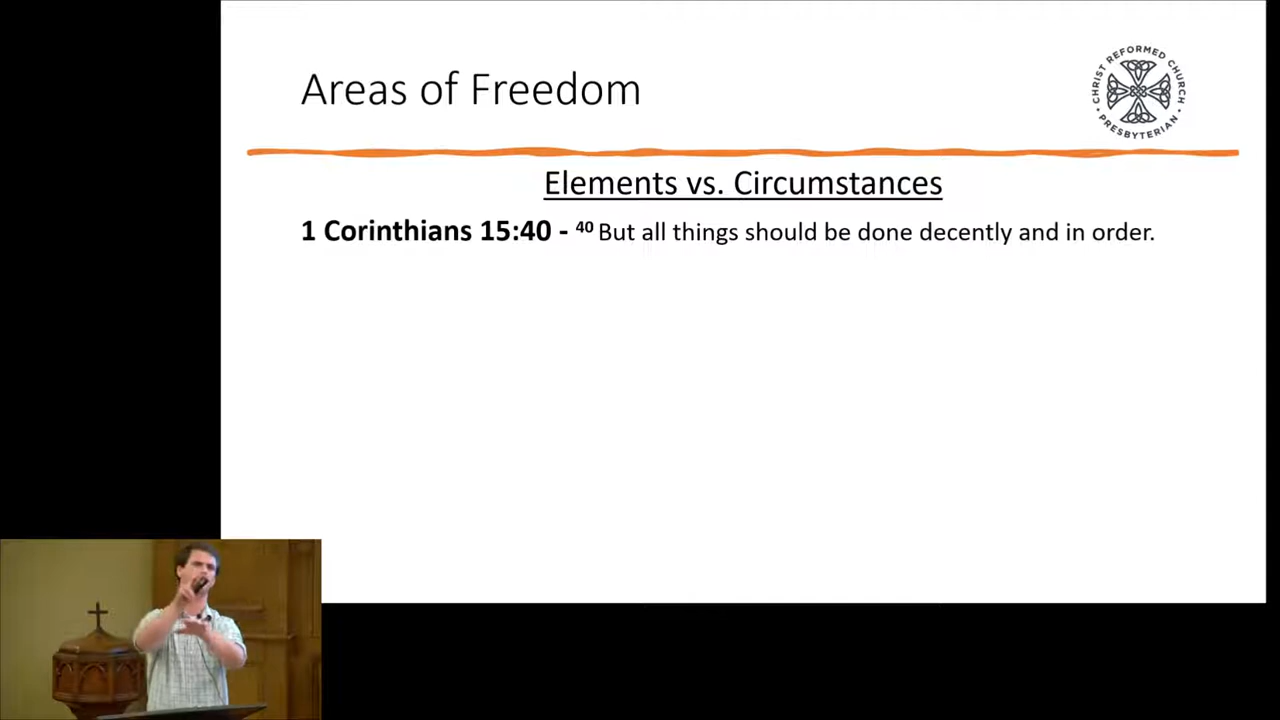 Areas of Freedom
CHRIST REFORMED CHURCH
• PRESBYTERIAN •
Elements vs. Circumstances
1 Corinthians 15:40 - ⁴⁰ But all things should be done decently and in order.